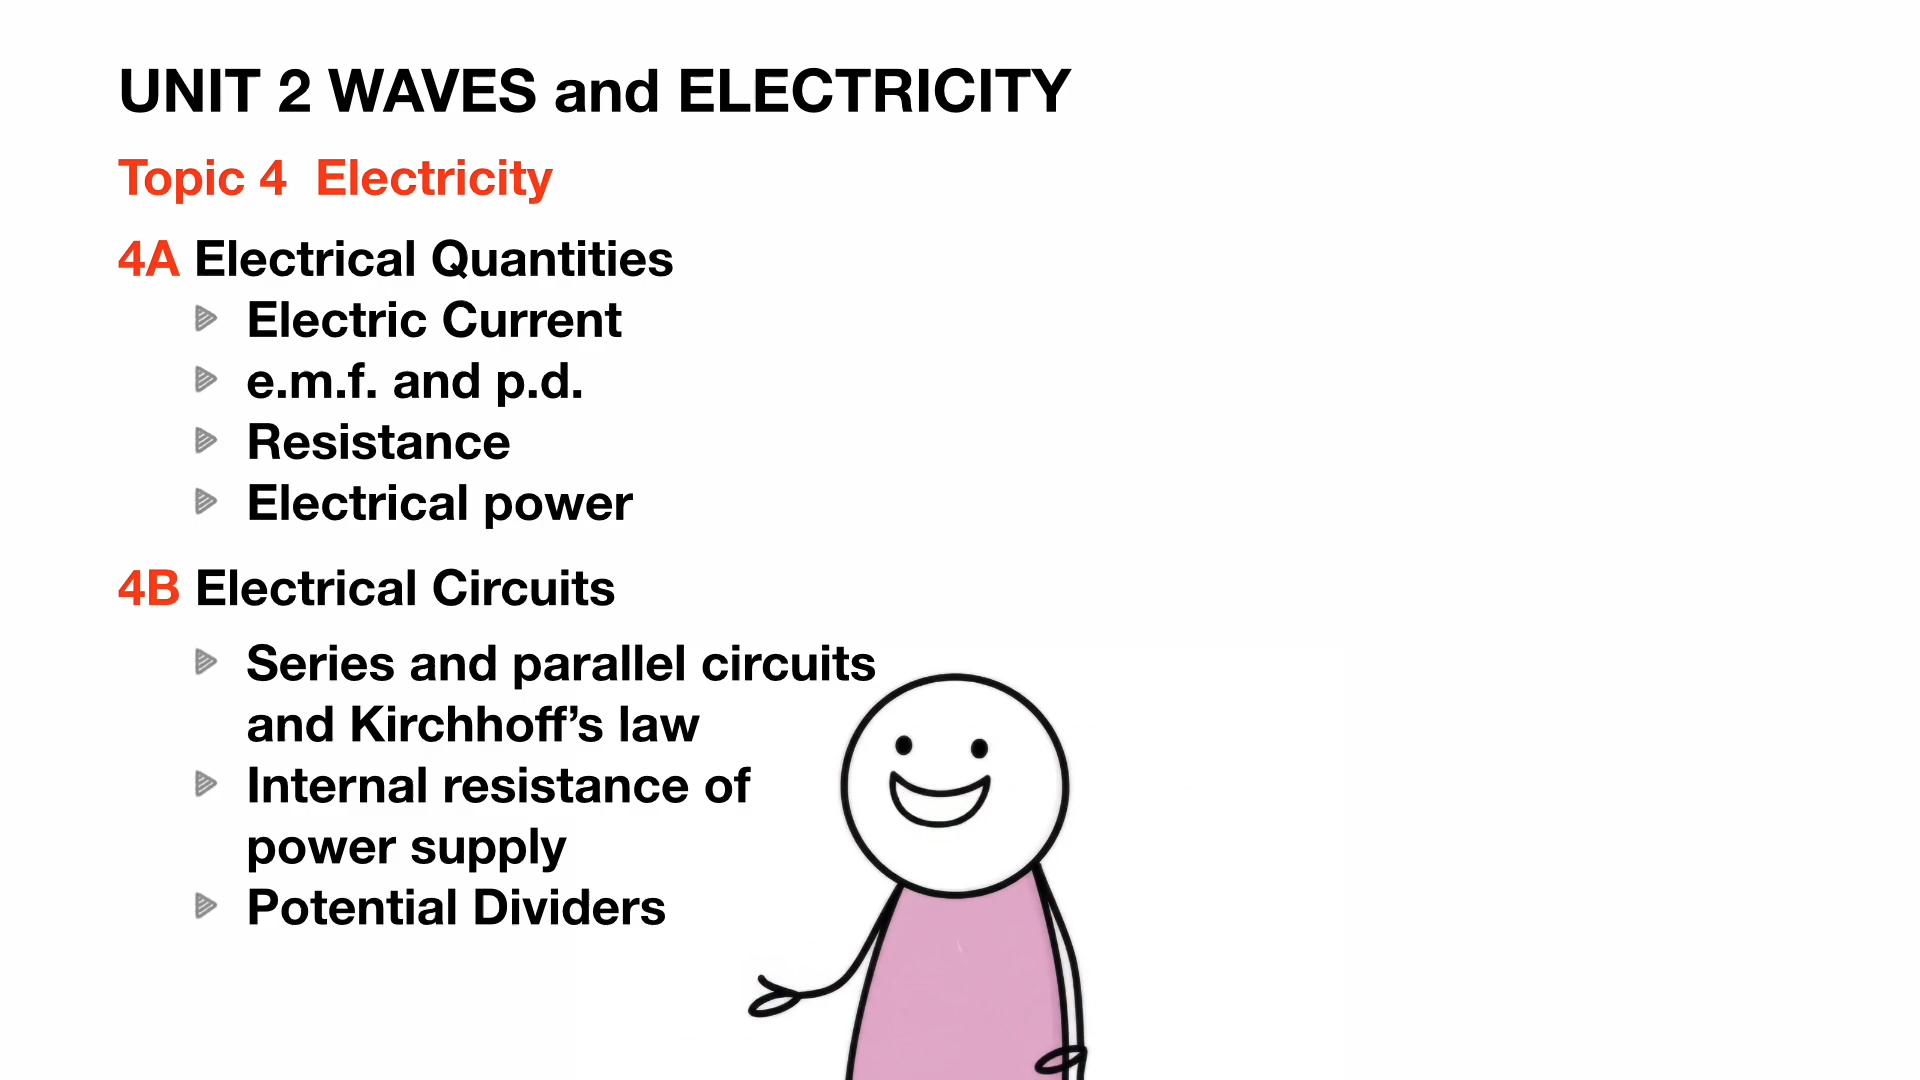 UNIT 2 WAVES and ELECTRICITY
Topic 4 Electricity
4A Electrical Quantities
Electric Current
e.m.f. and p.d.
Resistance
Electrical power
4B Electrical Circuits
Series and parallel circuits
and Kirchhoff’s law
Internal resistance of
power supply
Potential Dividers